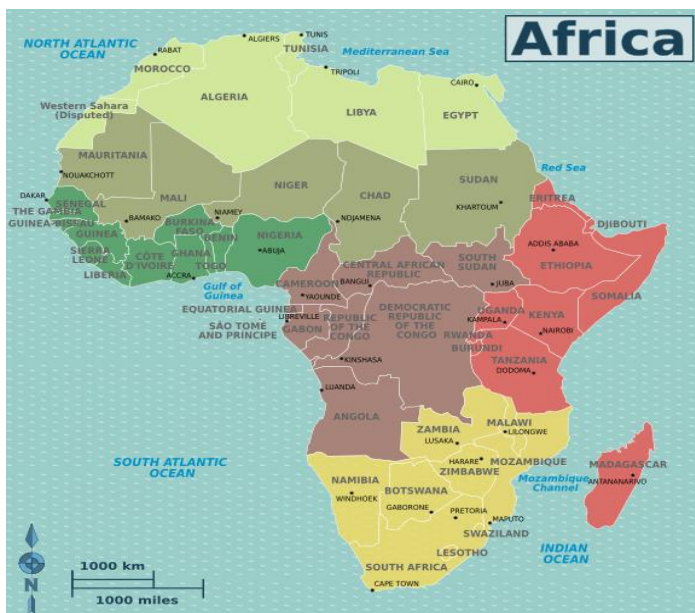 Africa
NORTH ATLANTIC
OCEAN
RABAT
ALGIERS
TUNIS
TUNISIA
Mediterranean Sea
MOROCCO
TRIPOLI
CAIRO
ALGERIA
LIBYA
EGYPT
Western Sahara
(Disputed)
MAURITANIA
NOUAKCHOTT
MALI
NIGER
CHAD
SUDAN
Red Sea
DAKAR
SENEGAL
THE GAMBIA
GUINEA-BISSAU
GUINEA
BAMAKO
NIAMEY
NDJAMENA
KHARTOUM
ERITREA
DJIBOUTI
BURKINA
FASO
BENIN
NIGERIA
ABUJA
SIERRA
LEONE
LIBERIA
CÔTE
D'IVOIRE
GHANA
TOGO
ACCRA
ADDIS ABABA
ETHIOPIA
SOMALIA
Gulf of
Guinea
CAMEROON
YAOUNDE
CENTRAL AFRICAN
REPUBLIC
BANGUI
SOUTH
SUDAN
JUBA
EQUATORIAL GUINEA
LIBREVILLE
SÃO TOMÉ
AND PRINCIPE
GABON
REPUBLIC
OF THE
CONGO
DEMOCRATIC
REPUBLIC
OF THE
CONGO
UGANDA
KAMPALA
KENYA
NAIROBI
RWANDA
BURUNDI
KINSHASA
TANZANIA
DODOMA
LUANDA
ANGOLA
ZAMBIA
LUSAKA
MALAWI
LILONGWE
HARARE
ZIMBABWE
MOZAMBIQUE
Mozambique
Channel
MADAGASCAR
ANTANANARIVO
SOUTH ATLANTIC
OCEAN
NAMIBIA
WINDHOEK
BOTSWANA
GABORONE
PRETORIA
MAPUTO
SWAZILAND
LESOTHO
SOUTH AFRICA
CAPE TOWN
INDIAN
OCEAN
N
1000 km
1000 miles